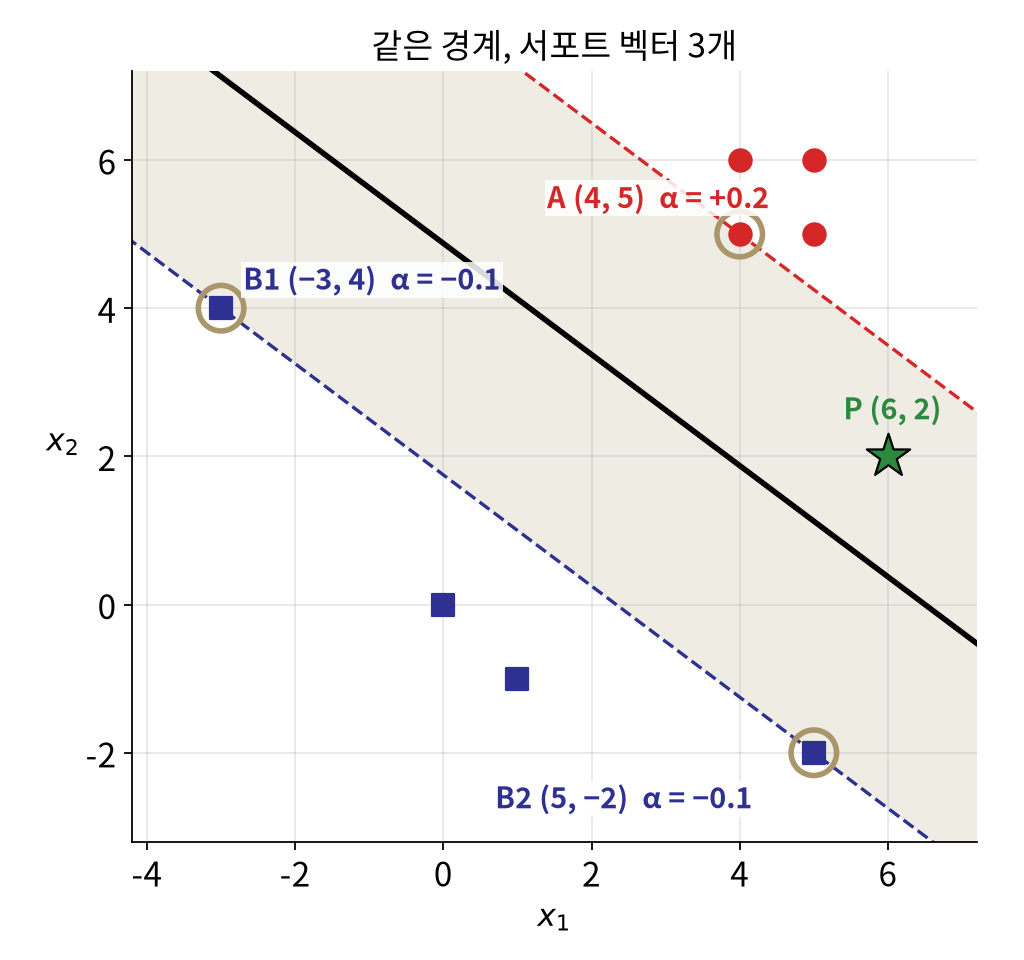 같은 경계, 서포트 벡터 3개
6
A (4, 5)  α = +0.2
B1 (−3, 4)  α = −0.1
4
P (6, 2)
x₂
2
0
-2
B2 (5, −2)  α = −0.1
-4 -2 0 2 4 6
x₁